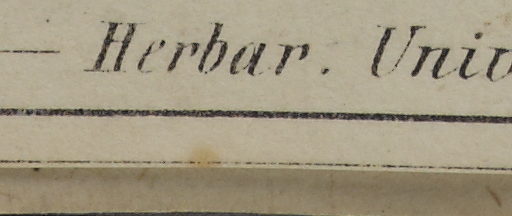 — Herbar. Univ